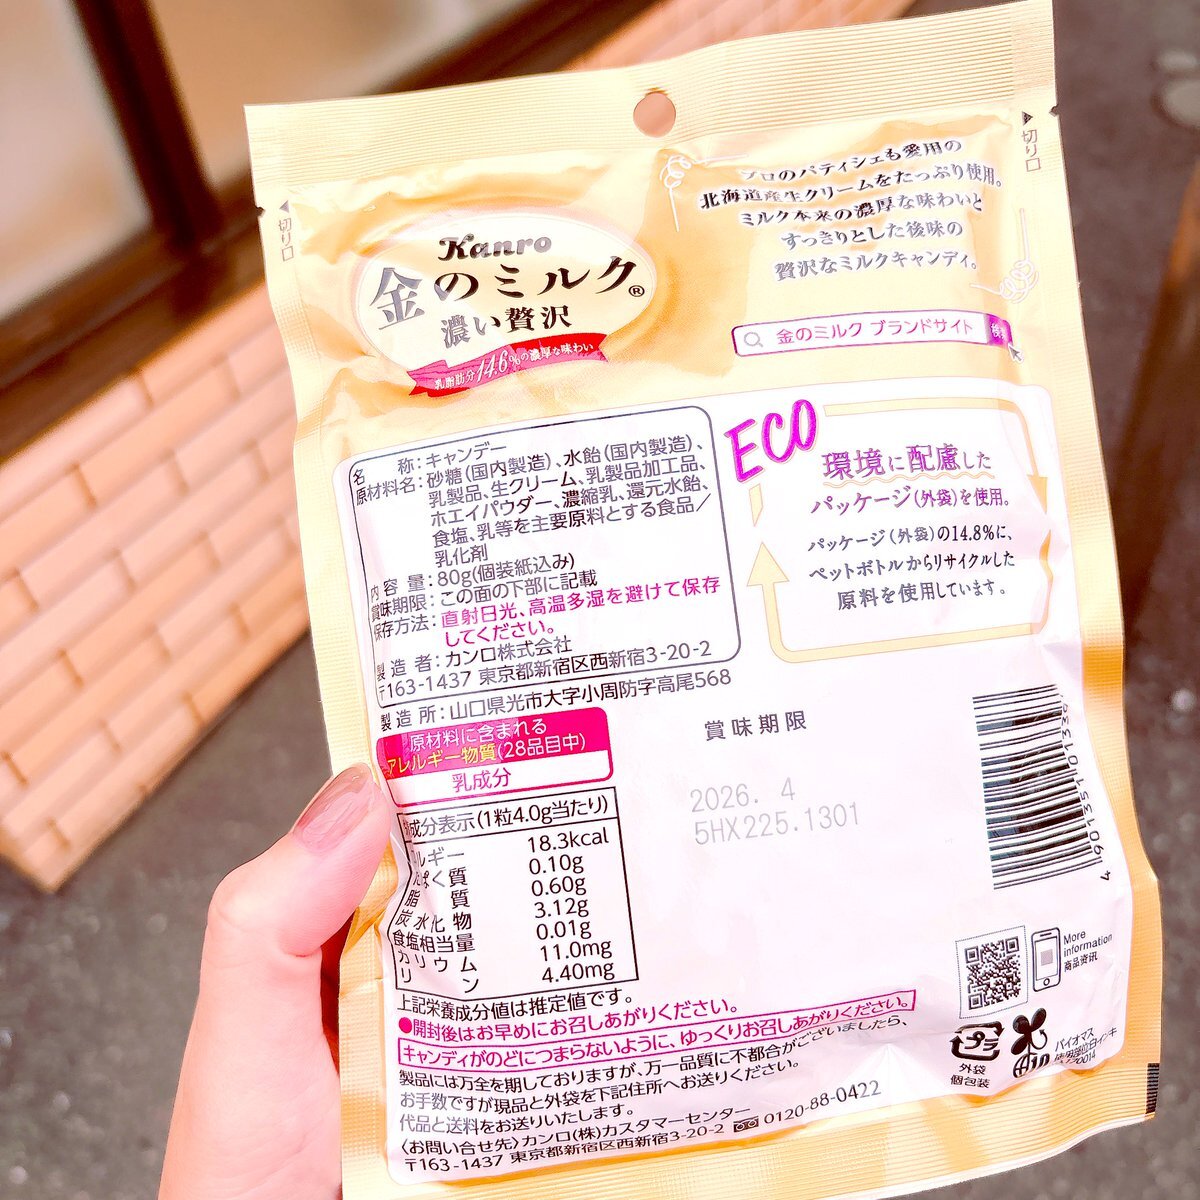 切り口
切り口
Kanro
金のミルク®
濃い贅沢
乳脂肪分14.6%の濃厚な味わい
プロのパティシェも愛用の
北海道産生クリームをたっぷり使用。
ミルク本来の濃厚な味わいと
すっきりとした後味の
贅沢なミルクキャンディ。
金のミルク ブランドサイト 検索
名 称:キャンデー
原材料名:砂糖(国内製造)、水飴(国内製造)、
乳製品、生クリーム、乳製品加工品、
ホエイパウダー、濃縮乳、還元水飴、
食塩、乳等を主要原料とする食品/
乳化剤
内容量:80g(個装紙込み)
賞味期限:この面の下部に記載
保存方法:直射日光、高温多湿を避けて保存
してください。
製造者:カンロ株式会社
〒163-1437 東京都新宿区西新宿3-20-2
製造所:山口県光市大字小周防字高尾568
ECO
環境に配慮した
パッケージ(外袋)を使用。
パッケージ(外袋)の14.8%に、
ペットボトルからリサイクルした
原料を使用しています。
原材料に含まれる
アレルギー物質(28品目中)
乳成分
賞味期限
2026. 4
5HX225.1301
成分表示(1粒4.0g当たり)
ルギー 18.3kcal
ぱく質 0.10g
脂質 0.60g
炭水化物 3.12g
食塩相当量 0.01g
カリウム 11.0mg
リン 4.40mg
上記栄養成分値は推定値です。
●開封後はお早めにお召しあがりください。
キャンディがのどにつまらないように、ゆっくりお召しあがりください。
製品には万全を期しておりますが、万一品質に不都合がございましたら、
お手数ですが現品と外袋を下記住所へお送りください。
代品と送料をお送りいたします。
〈お問い合せ先〉カンロ(株)カスタマーセンター
〒163-1437 東京都新宿区西新宿3-20-2 0120-88-0422
More
information
商品资讯
プラ
外袋
個包装
バイオマス